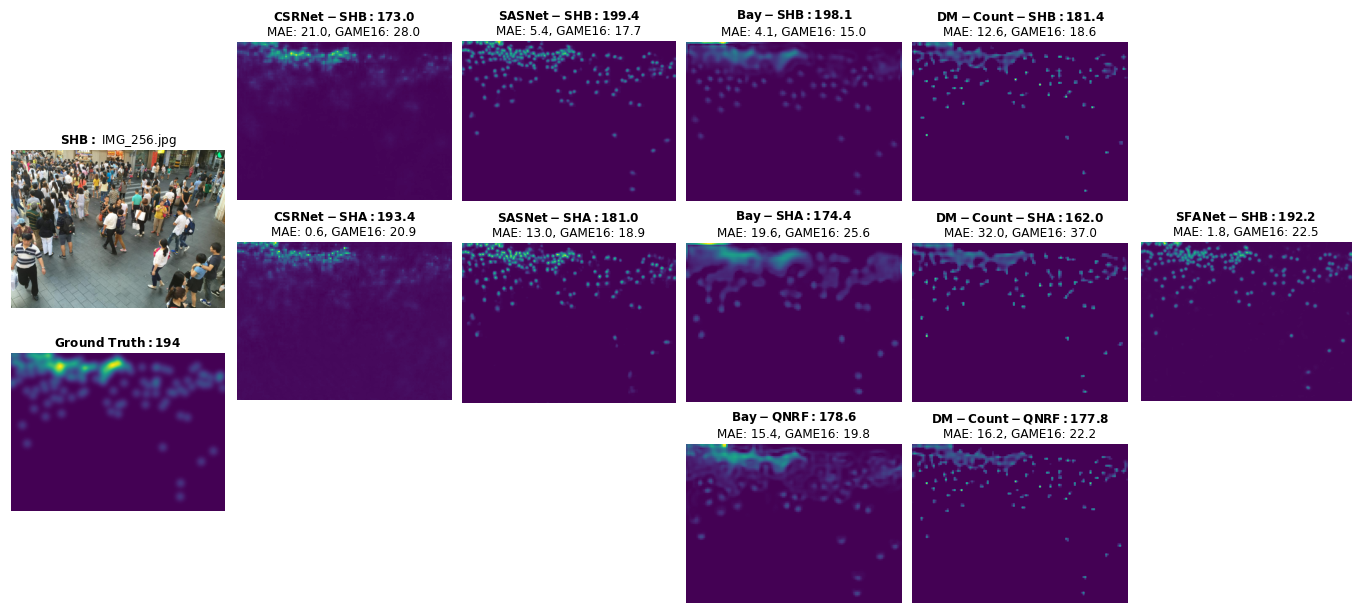 CSRNet − SHB : 173.0
MAE: 21.0, GAME16: 28.0
SASNet − SHB : 199.4
MAE: 5.4, GAME16: 17.7
Bay − SHB : 198.1
MAE: 4.1, GAME16: 15.0
DM − Count − SHB : 181.4
MAE: 12.6, GAME16: 18.6
SHB : IMG_256.jpg
CSRNet − SHA : 193.4
MAE: 0.6, GAME16: 20.9
SASNet − SHA : 181.0
MAE: 13.0, GAME16: 18.9
Bay − SHA : 174.4
MAE: 19.6, GAME16: 25.6
DM − Count − SHA : 162.0
MAE: 32.0, GAME16: 37.0
SFANet − SHB : 192.2
MAE: 1.8, GAME16: 22.5
Ground Truth : 194
Bay − QNRF : 178.6
MAE: 15.4, GAME16: 19.8
DM − Count − QNRF : 177.8
MAE: 16.2, GAME16: 22.2